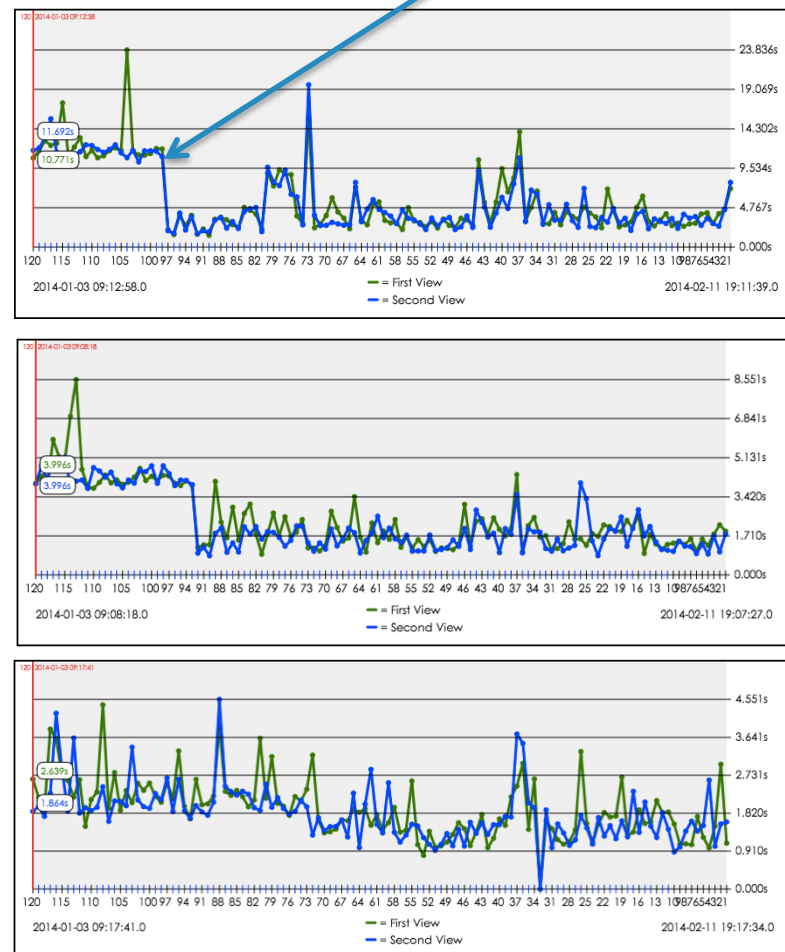 120 2014-01-03 09:12:58
23.836s
19.069s
14.302s
11.692s
10.771s
9.534s
4.767s
0.000s
120 115 110 105 100 97 94 91 88 85 82 79 76 73 70 67 64 61 58 55 52 49 46 43 40 37 34 31 28 25 22 19 16 13 10 9 8 7 6 5 4 3 2 1
2014-01-03 09:12:58.0
= First View
2014-02-11 19:11:39.0
= Second View
120 2014-01-03 09:08:18
8.551s
6.841s
5.131s
3.996s
3.996s
3.420s
1.710s
0.000s
120 115 110 105 100 97 94 91 88 85 82 79 76 73 70 67 64 61 58 55 52 49 46 43 40 37 34 31 28 25 22 19 16 13 10 9 8 7 6 5 4 3 2 1
2014-01-03 09:08:18.0
= First View
2014-02-11 19:07:27.0
= Second View
120 2014-01-03 09:17:41
4.551s
3.641s
2.731s
2.639s
1.864s
1.820s
0.910s
0.000s
120 115 110 105 100 97 94 91 88 85 82 79 76 73 70 67 64 61 58 55 52 49 46 43 40 37 34 31 28 25 22 19 16 13 10 9 8 7 6 5 4 3 2 1
2014-01-03 09:17:41.0
= First View
2014-02-11 19:17:34.0
= Second View